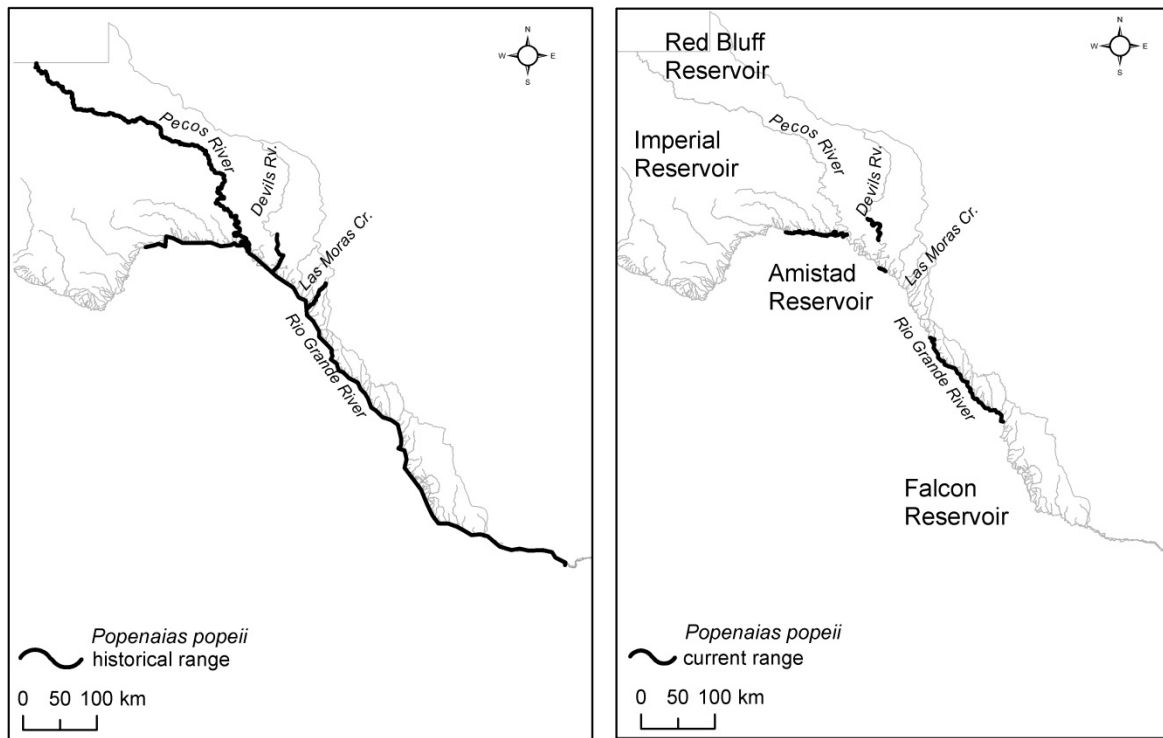 N
W E
S
Pecos River
Devils Rv.
Las Moras Cr.
Rio Grande River
Popenaias popeii
historical range
0 50 100 km
Red Bluff
Reservoir
N
W E
S
Imperial
Reservoir
Pecos River
Devils Rv.
Las Moras Cr.
Amistad
Reservoir
Rio Grande River
Falcon
Reservoir
Popenaias popeii
current range
0 50 100 km